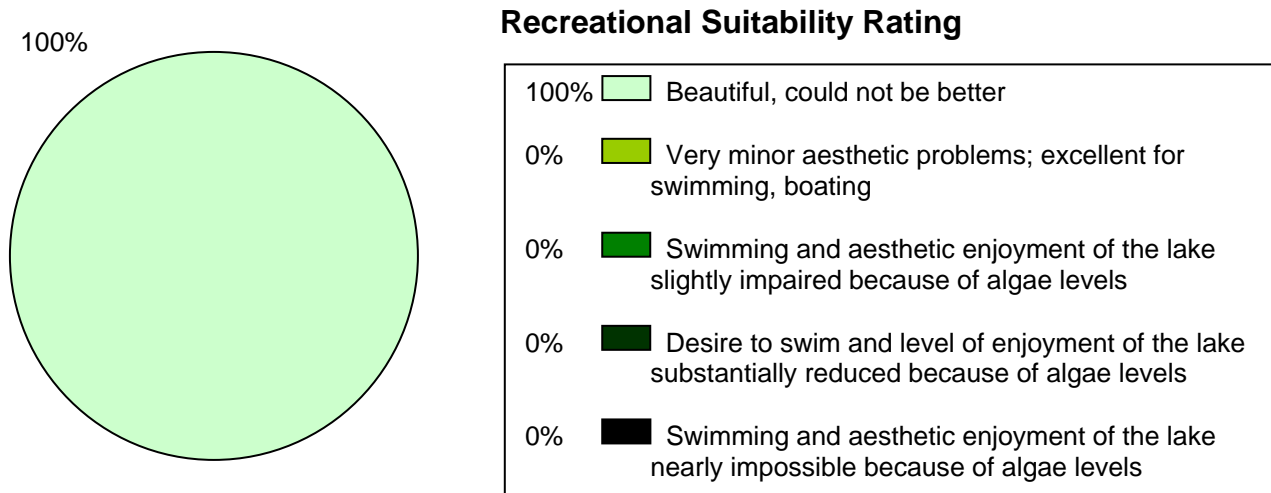 Recreational Suitability Rating
100%
100% Beautiful, could not be better
0% Very minor aesthetic problems; excellent for
swimming, boating
0% Swimming and aesthetic enjoyment of the lake
slightly impaired because of algae levels
0% Desire to swim and level of enjoyment of the lake
substantially reduced because of algae levels
0% Swimming and aesthetic enjoyment of the lake
nearly impossible because of algae levels